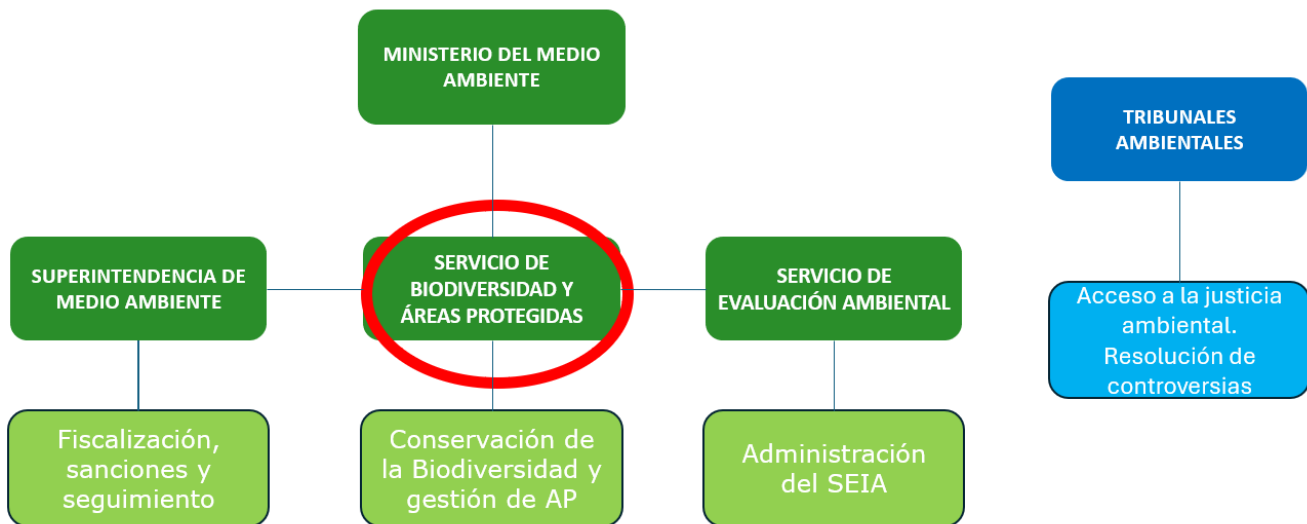 MINISTERIO DEL MEDIO
AMBIENTE
TRIBUNALES
AMBIENTALES
SUPERINTENDENCIA DE
MEDIO AMBIENTE
SERVICIO DE
BIODIVERSIDAD Y
ÁREAS PROTEGIDAS
SERVICIO DE
EVALUACIÓN AMBIENTAL
Acceso a la justicia
ambiental.
Resolución de
controversias
Fiscalización,
sanciones y
seguimiento
Conservación de
la Biodiversidad y
gestión de AP
Administración
del SEIA